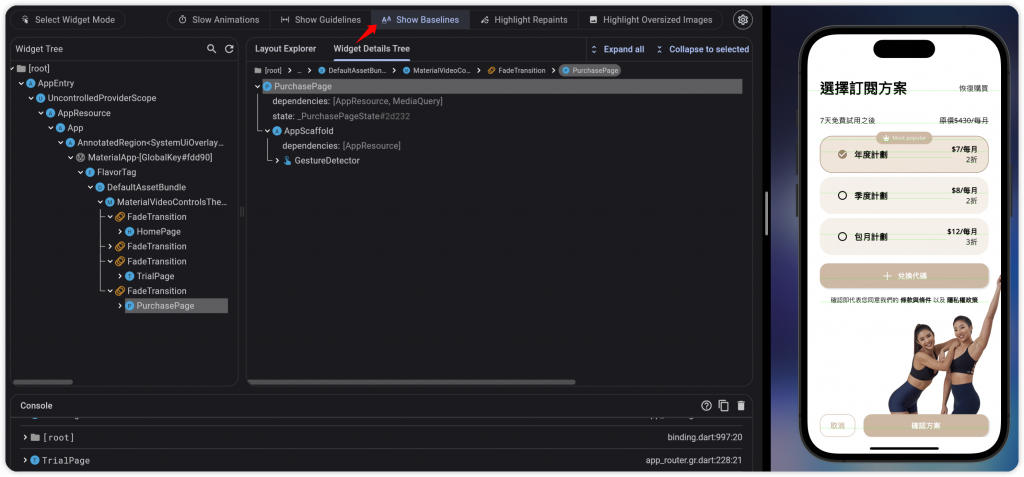 Select Widget Mode
Slow Animations
Show Guidelines
Show Baselines
Highlight Repaints
Highlight Oversized Images
Widget Tree
[root]
AppEntry
UncontrolledProviderScope
AppResource
App
AnnotatedRegion<SystemUiOverlay...
MaterialApp-[GlobalKey#fdd90]
FlavorTag
DefaultAssetBundle
MaterialVideoControlsThe...
FadeTransition
HomePage
FadeTransition
FadeTransition
TrialPage
FadeTransition
PurchasePage
Layout Explorer
Widget Details Tree
Expand all
Collapse to selected
[root] > ... > DefaultAssetBun... > MaterialVideoCo... > FadeTransition > PurchasePage
PurchasePage
dependencies: [AppResource, MediaQuery]
state: _PurchasePageState#2d232
AppScaffold
dependencies: [AppResource]
GestureDetector
Console
[root]
binding.dart:997:20
TrialPage
app_router.gr.dart:228:21
選擇訂閱方案
恢復購買
7天免費試用之後
原價$430/每月
Most popular
年度計劃
$7/每月
2折
季度計劃
$8/每月
2折
包月計劃
$12/每月
3折
兌換代碼
確認即代表您同意我們的 條款與條件 以及 隱私權政策
取消
確認方案